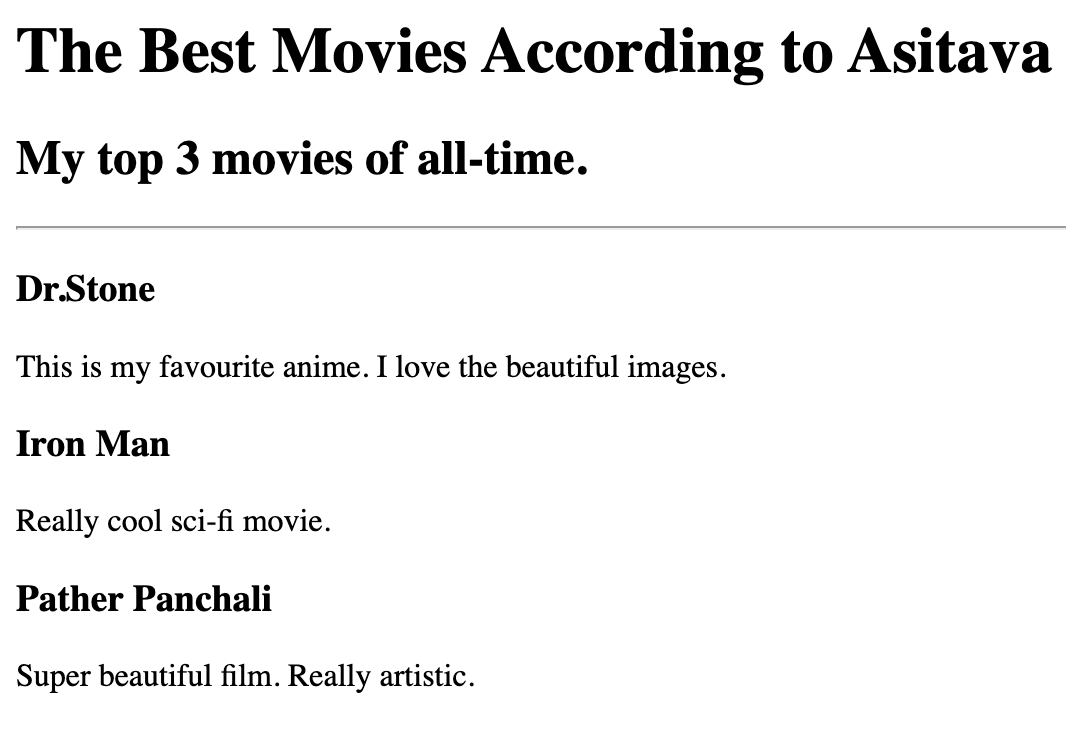 The Best Movies According to Asitava
My top 3 movies of all-time.
Dr.Stone
This is my favourite anime. I love the beautiful images.
Iron Man
Really cool sci-fi movie.
Pather Panchali
Super beautiful film. Really artistic.